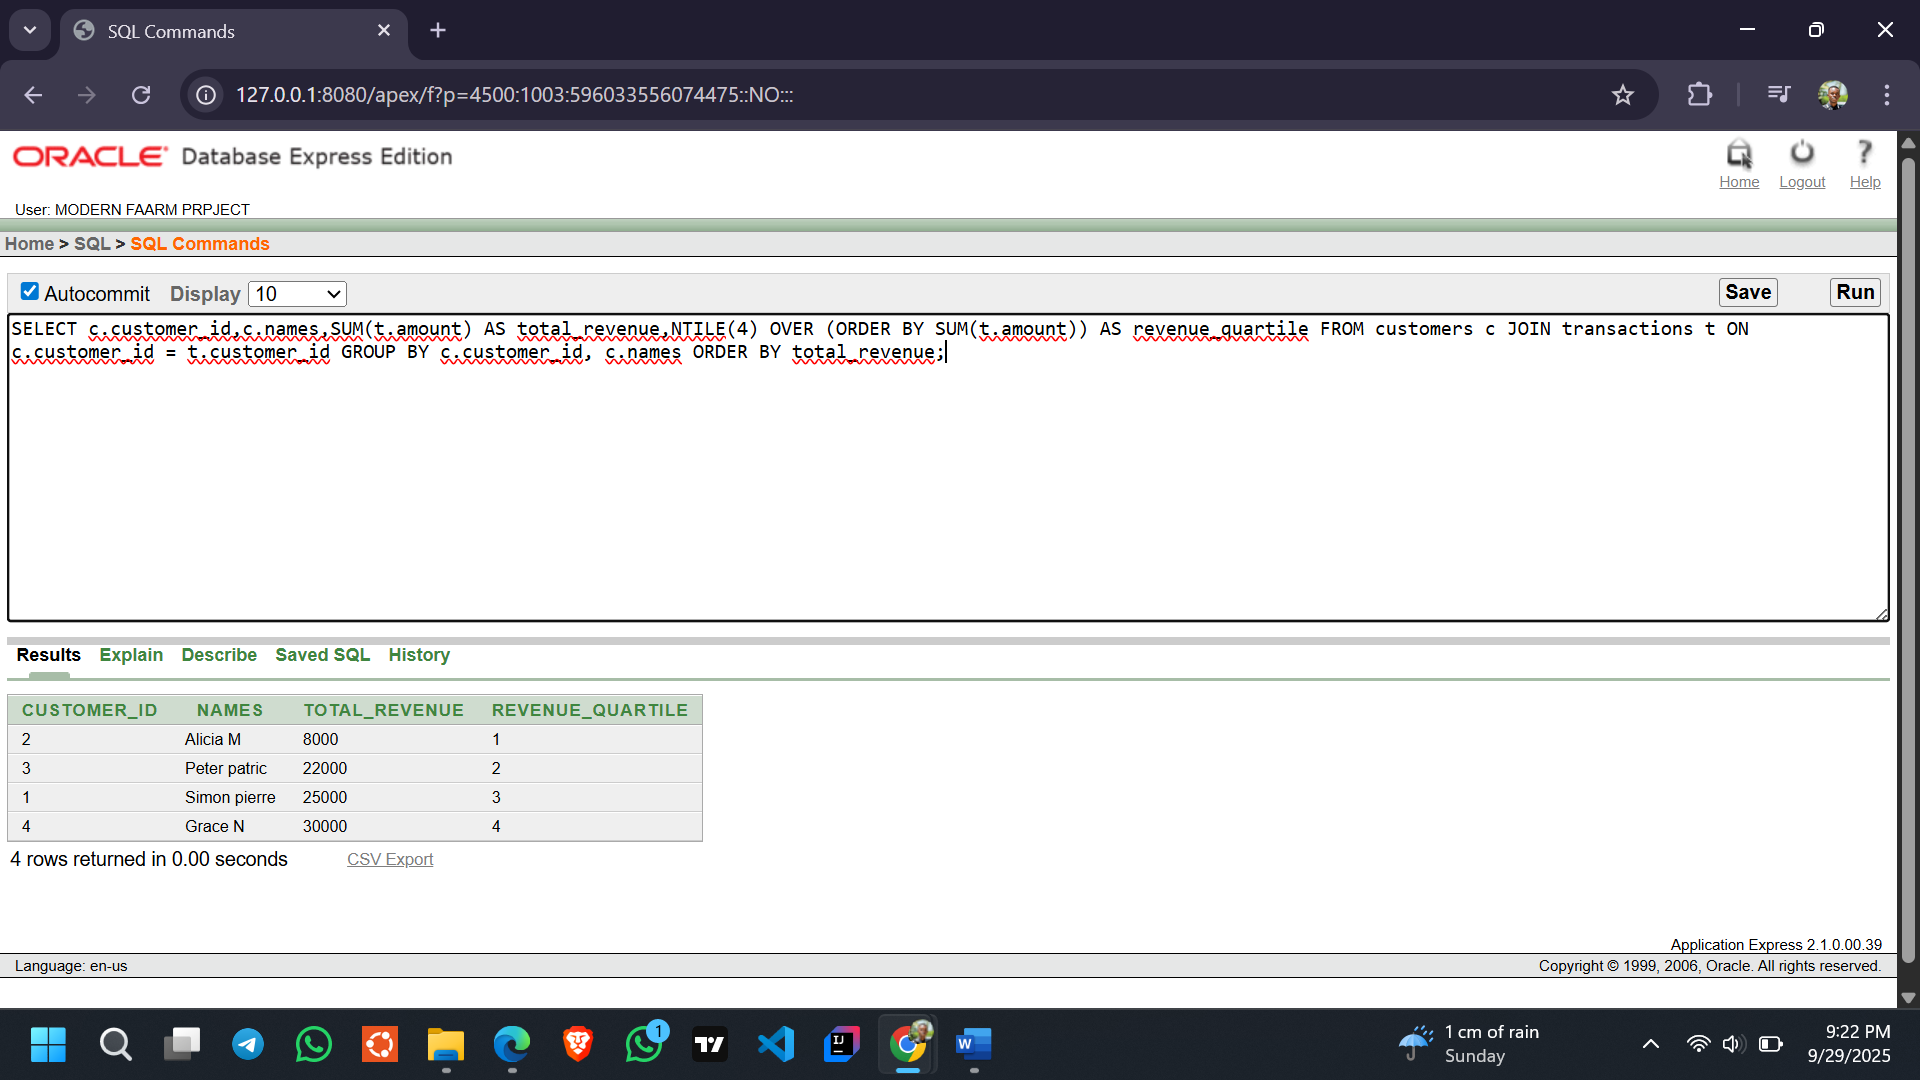 SQL Commands
127.0.0.1:8080/apex/f?p=4500:1003:596033556074475::NO:::
ORACLE Database Express Edition
Home Logout Help
User: MODERN FAARM PRPJECT
Home > SQL > SQL Commands
Autocommit Display 10 Save Run
SELECT c.customer_id,c.names,SUM(t.amount) AS total_revenue,NTILE(4) OVER (ORDER BY SUM(t.amount)) AS revenue_quartile FROM customers c JOIN transactions t ON
c.customer_id = t.customer_id GROUP BY c.customer_id, c.names ORDER BY total_revenue;
Results Explain Describe Saved SQL History
CUSTOMER_ID NAMES TOTAL_REVENUE REVENUE_QUARTILE
2 Alicia M 8000 1
3 Peter patric 22000 2
1 Simon pierre 25000 3
4 Grace N 30000 4
4 rows returned in 0.00 seconds CSV Export
Application Express 2.1.0.00.39
Language: en-us Copyright © 1999, 2006, Oracle. All rights reserved.
1
1 cm of rain
Sunday
9:22 PM
9/29/2025